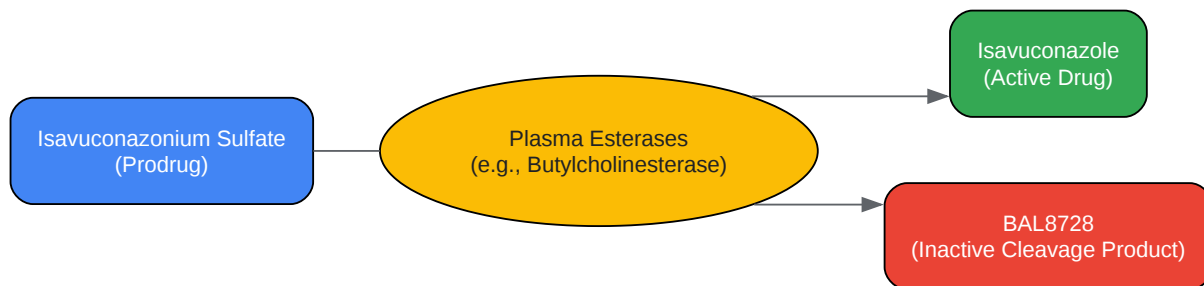 Isavuconazonium Sulfate
(Prodrug)
Plasma Esterases
(e.g., Butylcholinesterase)
Isavuconazole
(Active Drug)
BAL8728
(Inactive Cleavage Product)